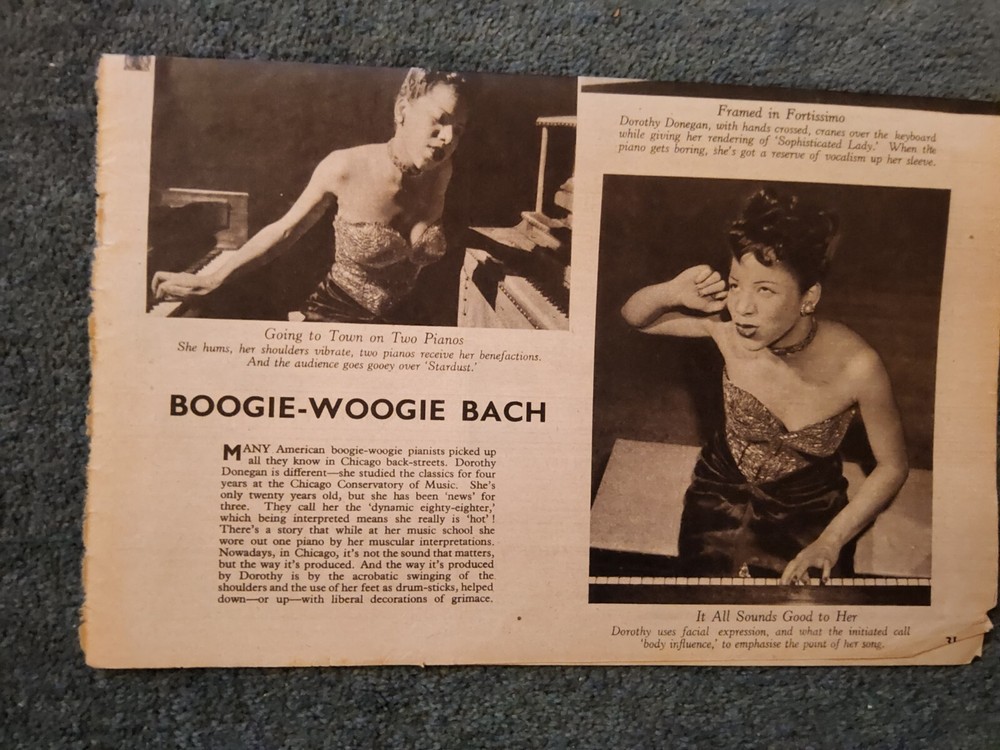 Going to Town on Two Pianos
She hums, her shoulders vibrate, two pianos receive her benefactions.
And the audience goes gooey over 'Stardust.'
BOOGIE-WOOGIE BACH
MANY American boogie-woogie pianists picked up
all they know in Chicago back-streets. Dorothy
Donegan is different—she studied the classics for four
years at the Chicago Conservatory of Music. She's
only twenty years old, but she has been 'news' for
three. They call her the 'dynamic eighty-eighter,'
which being interpreted means she really is 'hot'!
There's a story that while at her music school she
wore out one piano by her muscular interpretations.
Nowadays, in Chicago, it's not the sound that matters,
but the way it's produced. And the way it's produced
by Dorothy is by the acrobatic swinging of the
shoulders and the use of her feet as drum-sticks, helped
down—or up—with liberal decorations of grimace.
Framed in Fortissimo
Dorothy Donegan, with hands crossed, cranes over the keyboard
while giving her rendering of 'Sophisticated Lady.' When the
piano gets boring, she's got a reserve of vocalism up her sleeve.
It All Sounds Good to Her
Dorothy uses facial expression, and what the initiated call
'body influence,' to emphasise the point of her song.